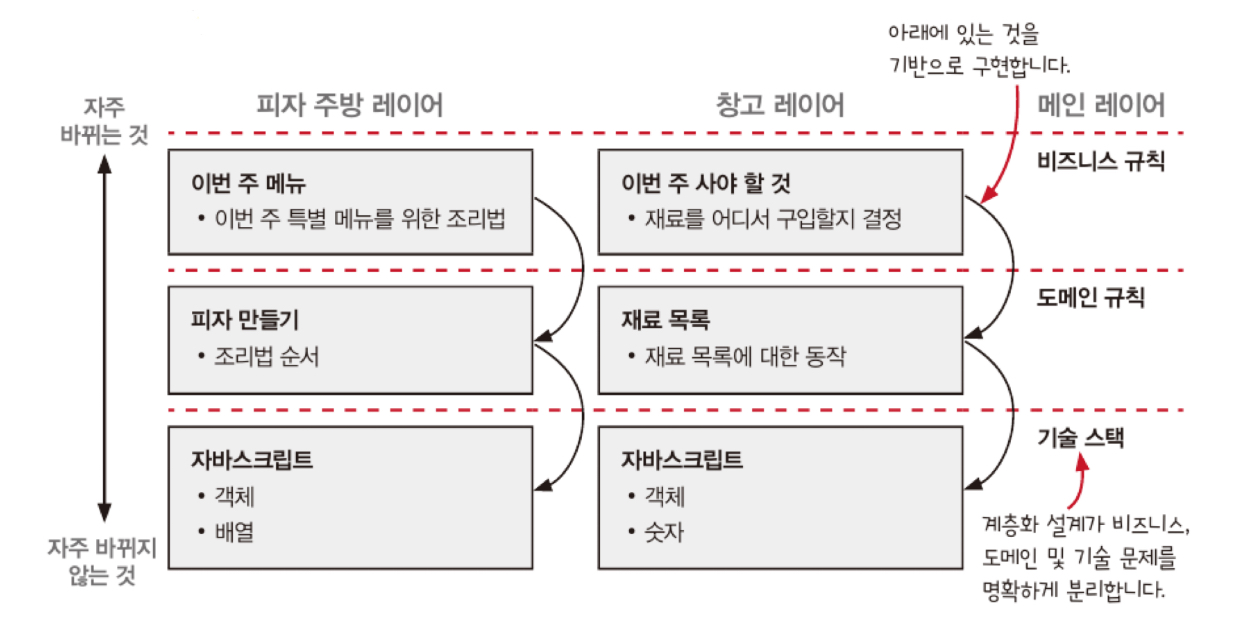 아래에 있는 것을
기반으로 구현합니다.
자주
바뀌는 것
피자 주방 레이어
창고 레이어
메인 레이어
비즈니스 규칙
이번 주 메뉴
• 이번 주 특별 메뉴를 위한 조리법
이번 주 사야 할 것
• 재료를 어디서 구입할지 결정
도메인 규칙
피자 만들기
• 조리법 순서
재료 목록
• 재료 목록에 대한 동작
기술 스택
자바스크립트
• 객체
• 배열
자바스크립트
• 객체
• 숫자
자주 바뀌지
않는 것
계층화 설계가 비즈니스,
도메인 및 기술 문제를
명확하게 분리합니다.